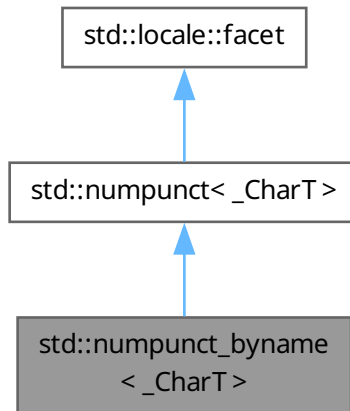 std::locale::facet
std::numpunct< _CharT >
std::numpunct_byname
< _CharT >